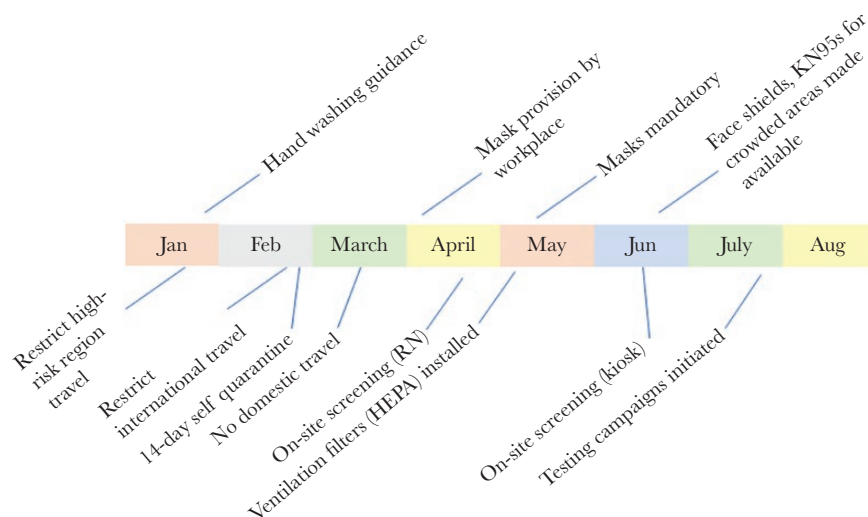 Hand washing guidance
Mask provision by
workplace
Masks mandatory
Face shields, KN95s for
crowded areas made
available
Jan
Feb
March
April
May
Jun
July
Aug
Restrict high-
risk region
travel
Restrict
international travel
14-day self quarantine
No domestic travel
On-site screening (RN)
Ventilation filters (HEPA) installed
On-site screening (kiosk)
Testing campaigns initiated